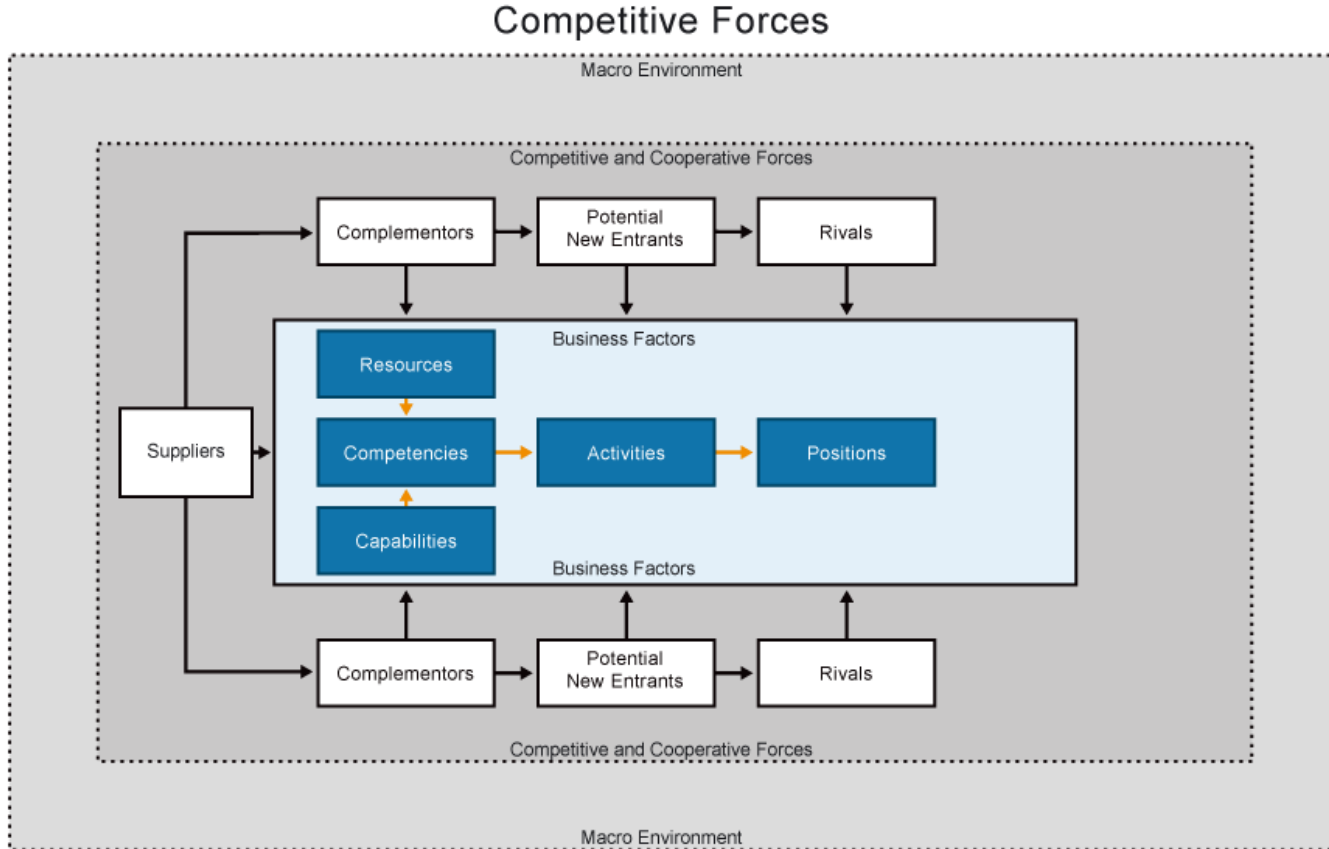 Competitive Forces
Macro Environment
Competitive and Cooperative Forces
Complementors
Potential
New Entrants
Rivals
Business Factors
Resources
Suppliers
Competencies
Activities
Positions
Capabilities
Business Factors
Complementors
Potential
New Entrants
Rivals
Competitive and Cooperative Forces
Macro Environment